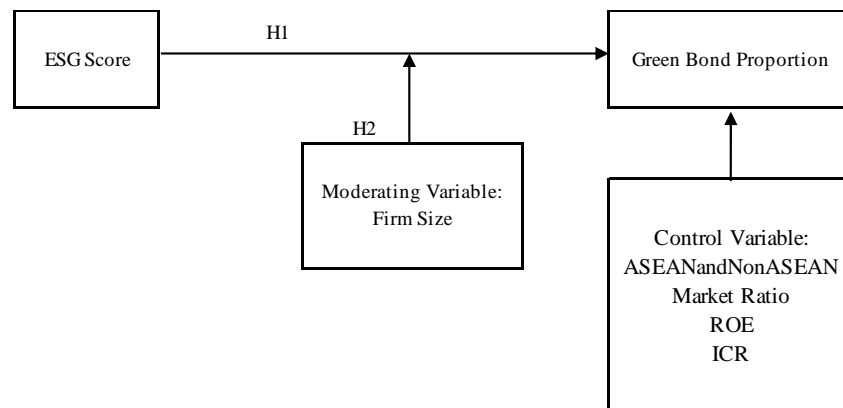 H1
ESG Score
Green Bond Proportion
H2
Moderating Variable:
Firm Size
Control Variable:
ASEANandNonASEAN
Market Ratio
ROE
ICR